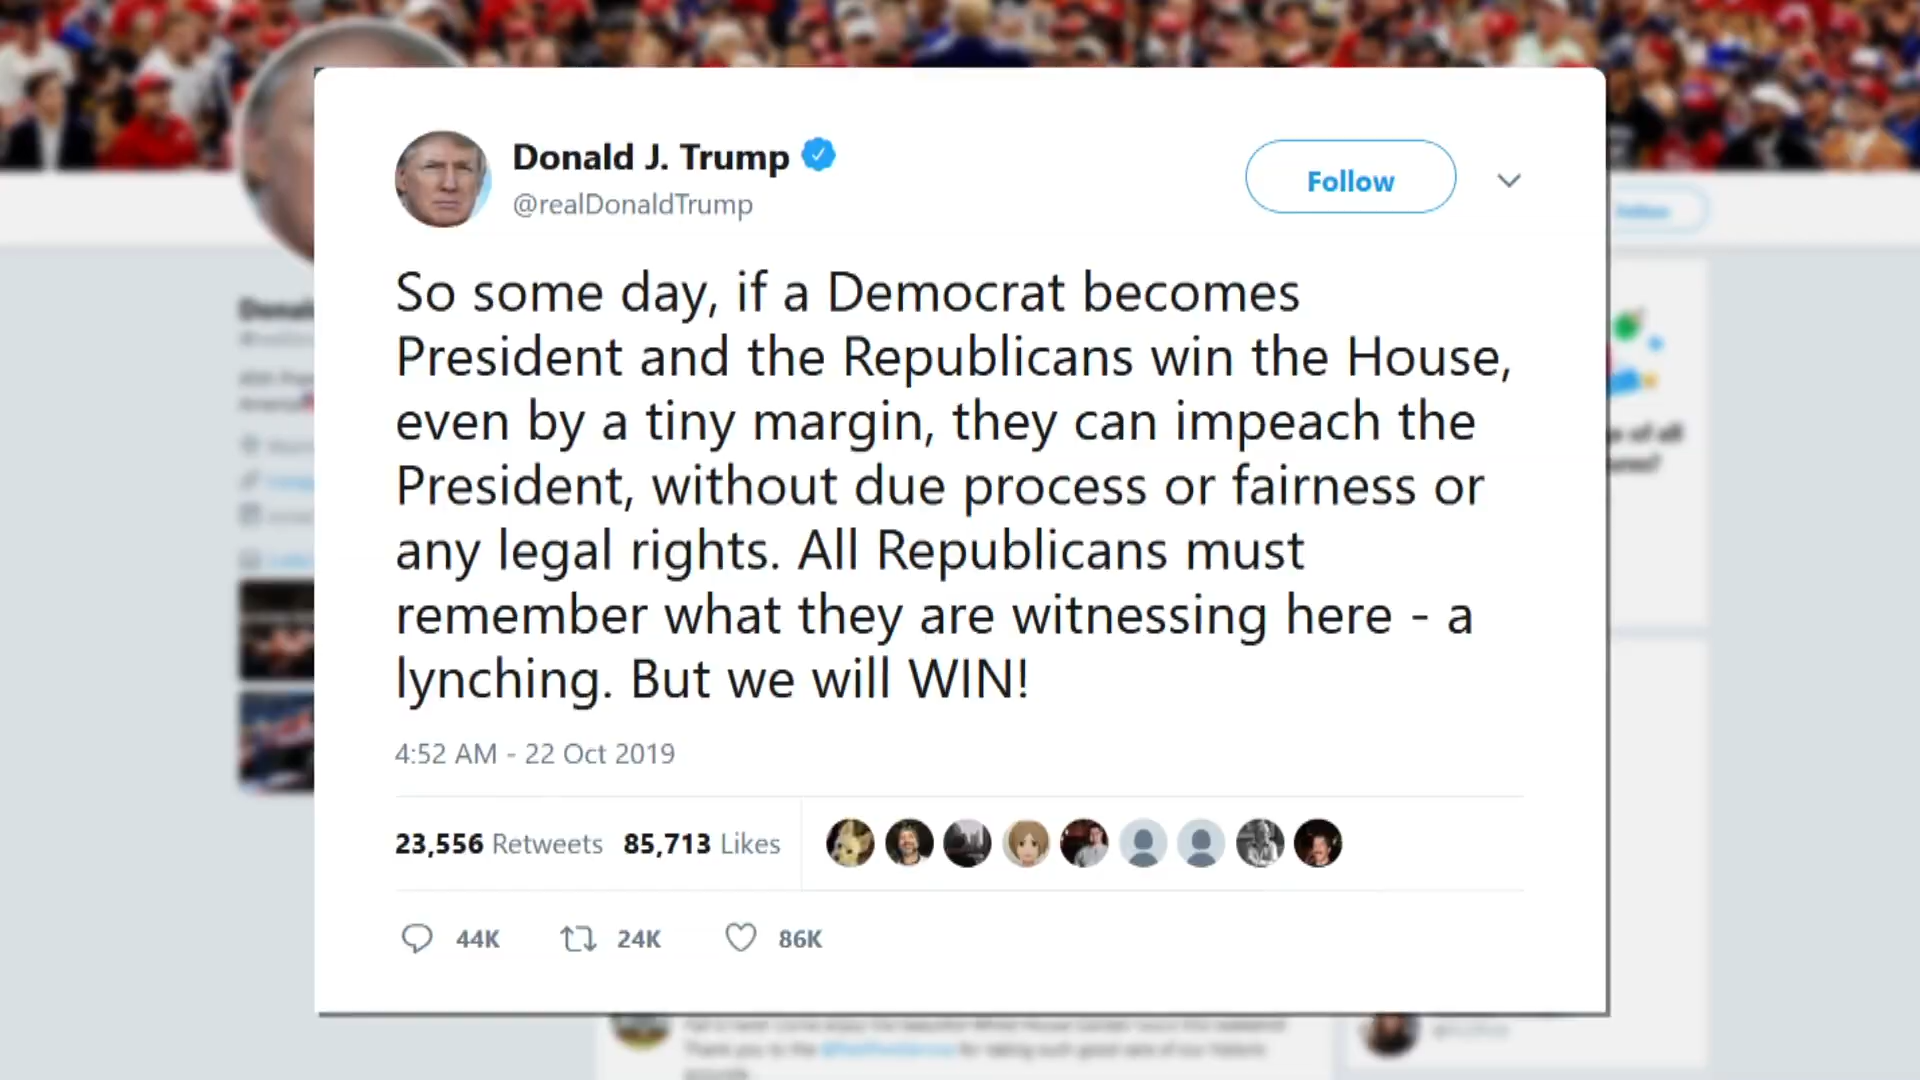 Donald J. Trump
@realDonaldTrump
Follow
So some day, if a Democrat becomes
President and the Republicans win the House,
even by a tiny margin, they can impeach the
President, without due process or fairness or
any legal rights. All Republicans must
remember what they are witnessing here - a
lynching. But we will WIN!
4:52 AM - 22 Oct 2019
23,556 Retweets 85,713 Likes
44K 24K 86K